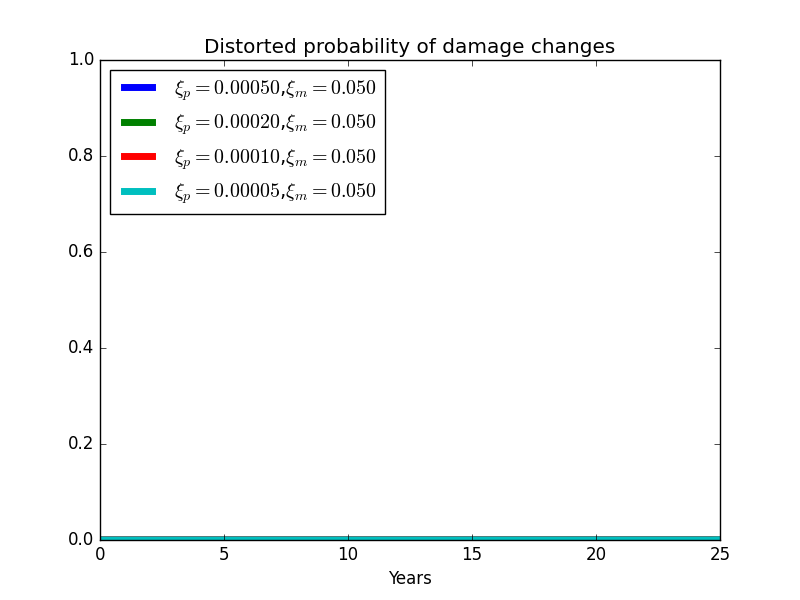 Distorted probability of damage changes
1.0
ξₚ = 0.00050,ξₘ = 0.050
ξₚ = 0.00020,ξₘ = 0.050
ξₚ = 0.00010,ξₘ = 0.050
ξₚ = 0.00005,ξₘ = 0.050
0.8
0.6
0.4
0.2
0.0
0 5 10 15 20 25
Years